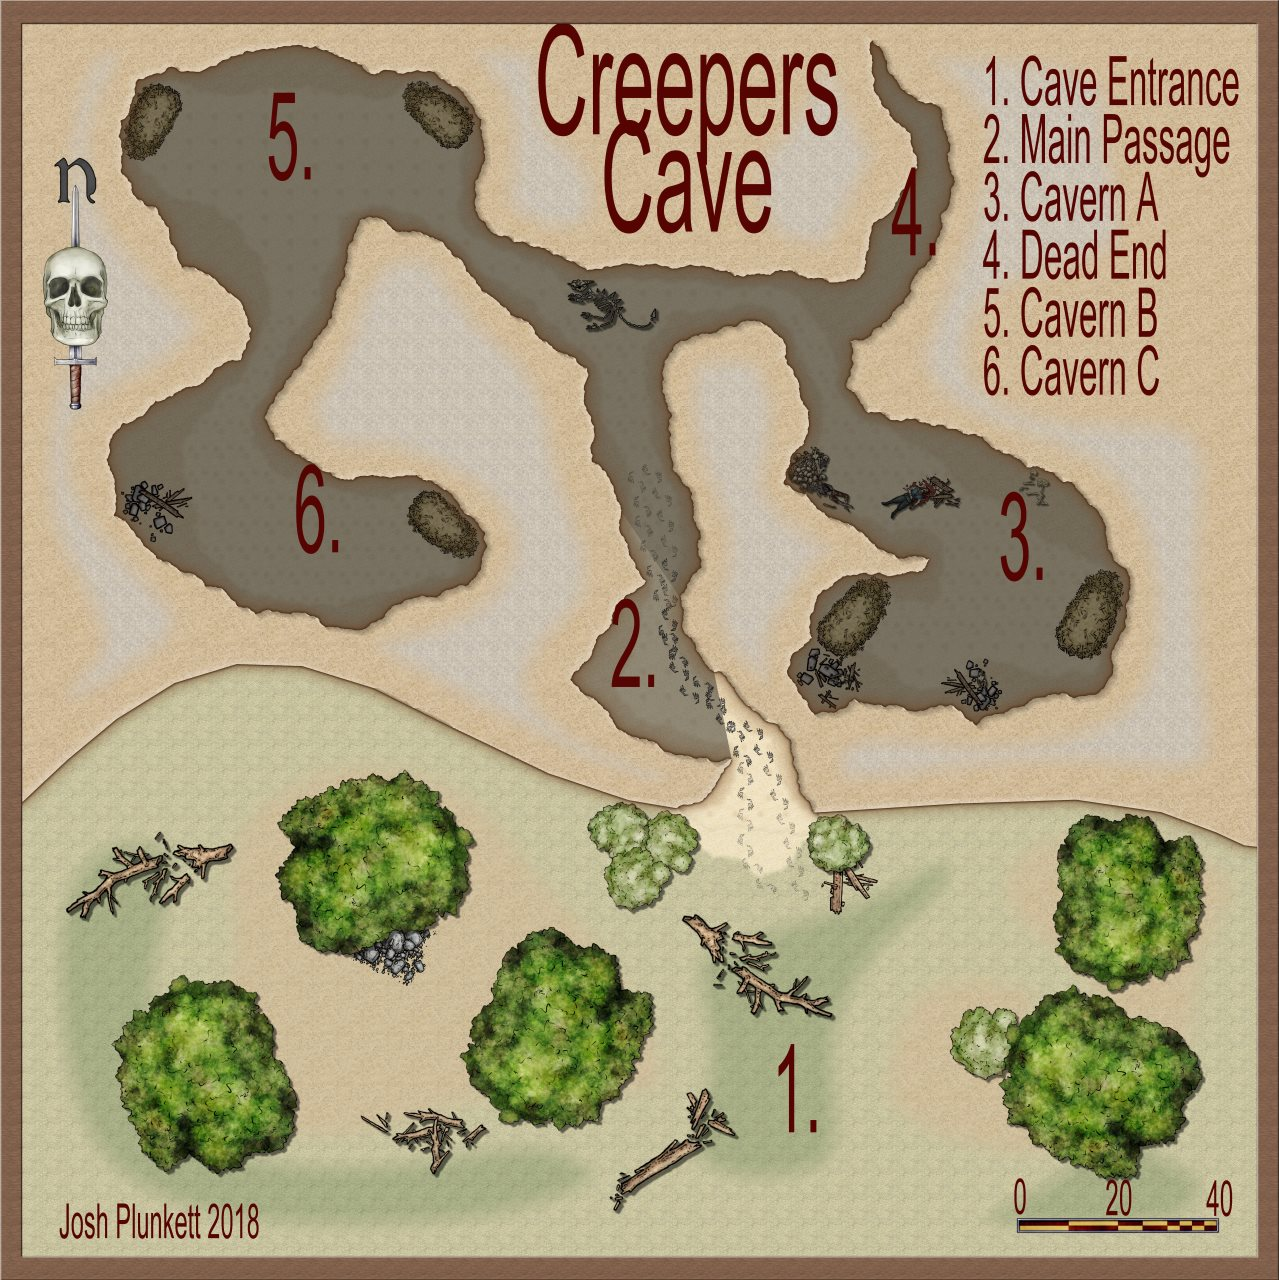 Creepers
Cave
1. Cave Entrance
2. Main Passage
3. Cavern A
4. Dead End
5. Cavern B
6. Cavern C
n
5.
4.
6.
3.
2.
1.
0 20 40
Josh Plunkett 2018